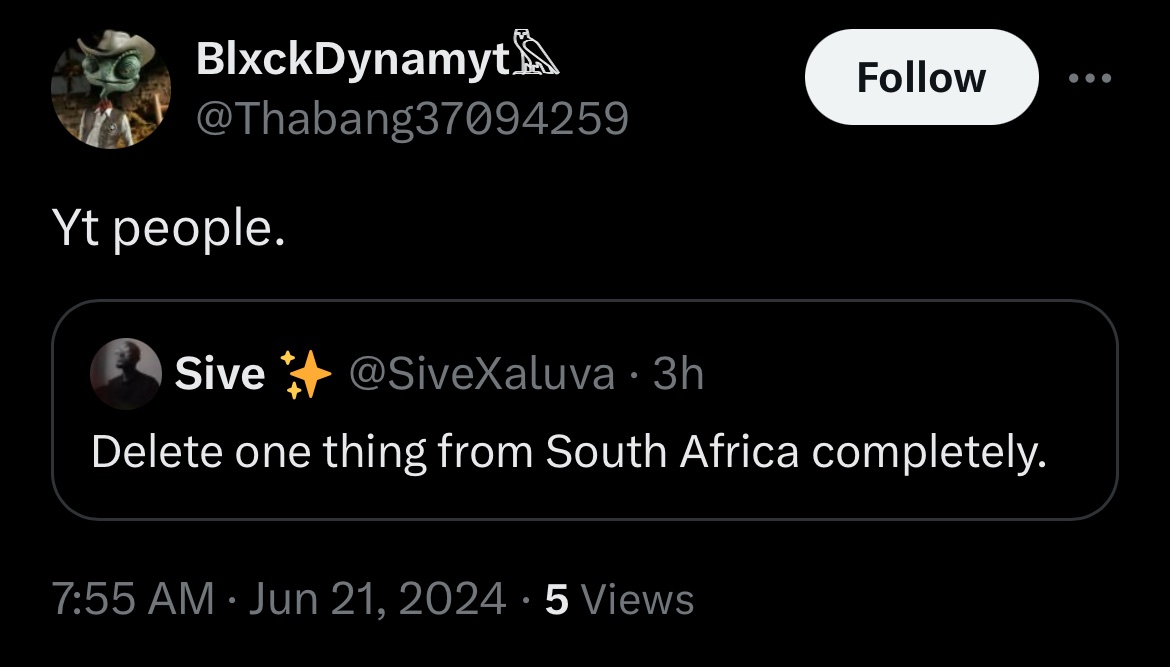 BlxckDynamyt𓅓
@Thabang37094259
Follow
Yt people.
Sive ✨ @SiveXaluva · 3h
Delete one thing from South Africa completely.
7:55 AM · Jun 21, 2024 · 5 Views